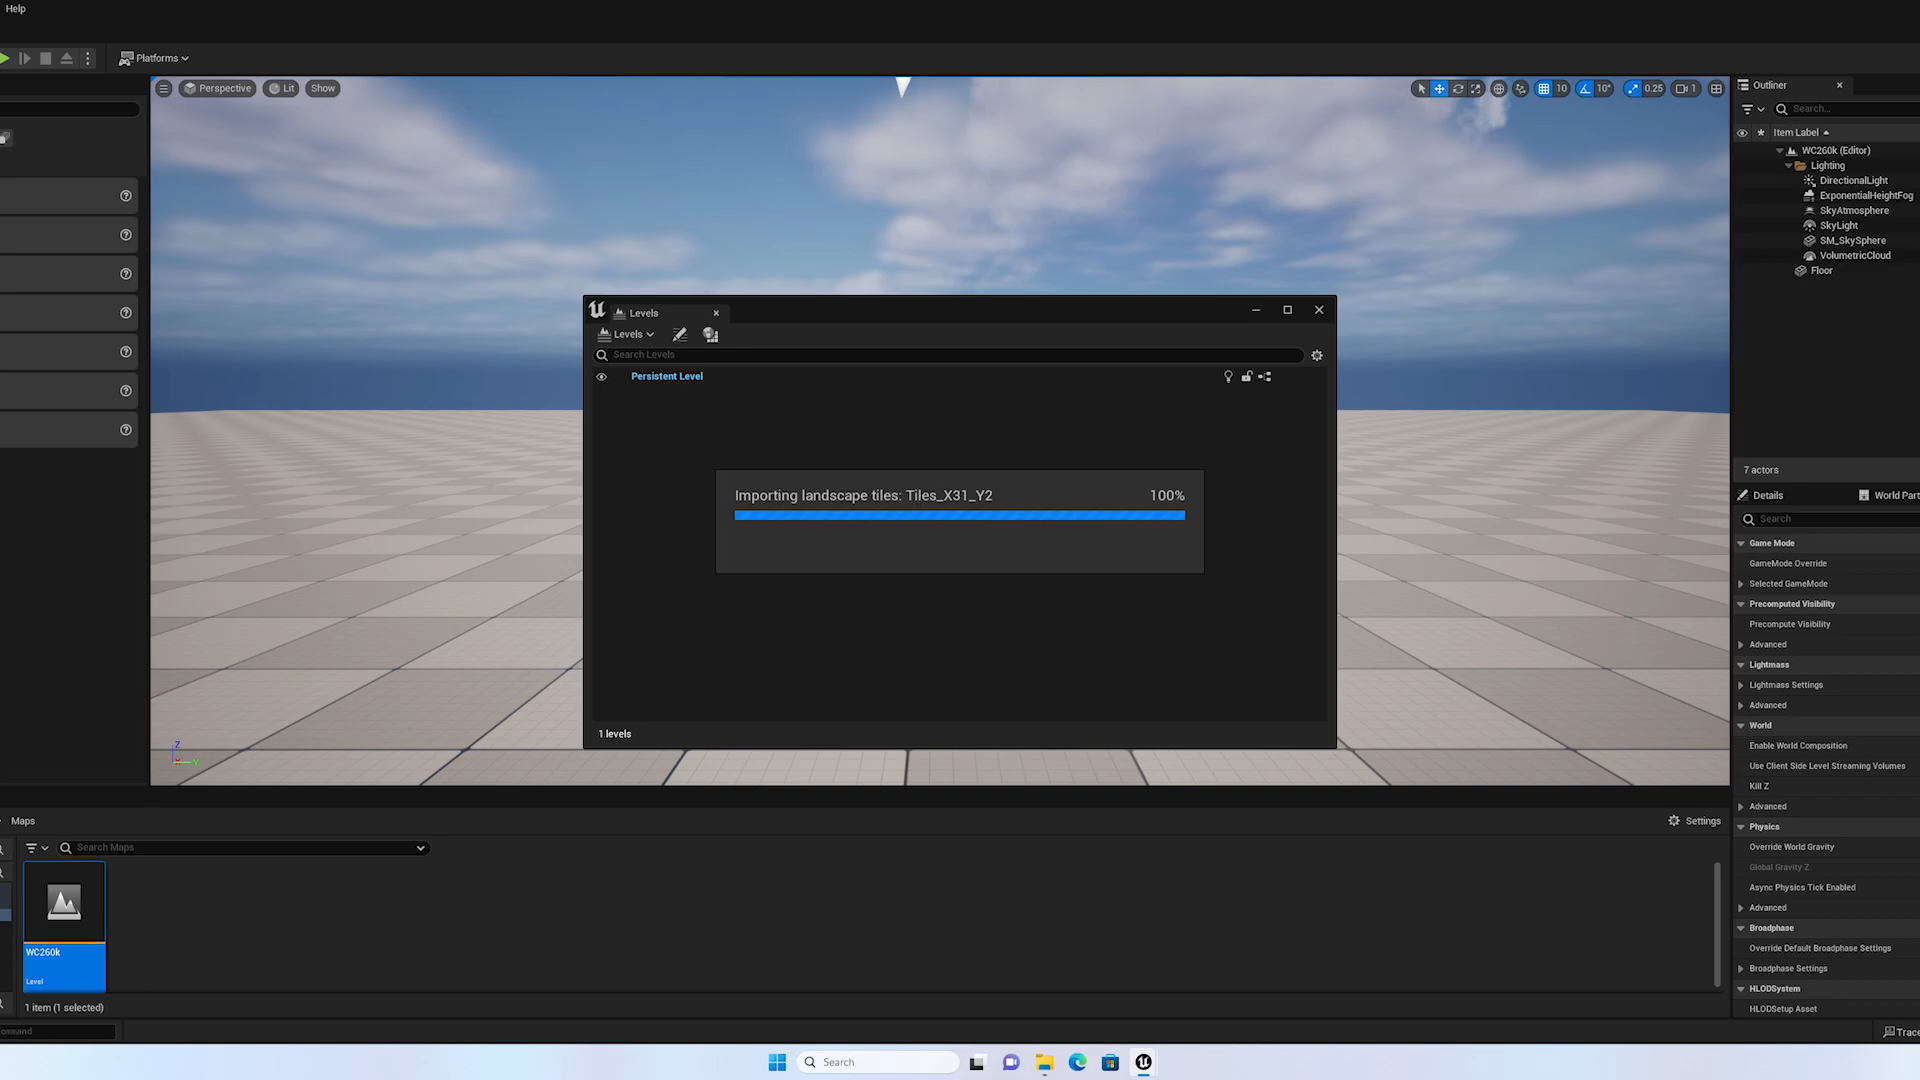 Help
Platforms
Perspective
Lit
Show
10
10°
0.25
1
Outliner
Search...
Item Label
WC260k (Editor)
Lighting
DirectionalLight
ExponentialHeightFog
SkyAtmosphere
SkyLight
SM_SkySphere
VolumetricCloud
Floor
7 actors
Levels
Levels
Search Levels
Persistent Level
Importing landscape tiles: Tiles_X31_Y2
100%
1 levels
Z
Y
Details
World Part
Search
Game Mode
GameMode Override
Selected GameMode
Precomputed Visibility
Precompute Visibility
Advanced
Lightmass
Lightmass Settings
Advanced
World
Enable World Composition
Use Client Side Level Streaming Volumes
Kill Z
Advanced
Physics
Override World Gravity
Global Gravity Z
Async Physics Tick Enabled
Advanced
Broadphase
Override Default Broadphase Settings
Broadphase Settings
HLODSystem
HLODSetup Asset
Trace
Maps
Settings
Search Maps
WC260k
Level
1 item (1 selected)
ommand
Search